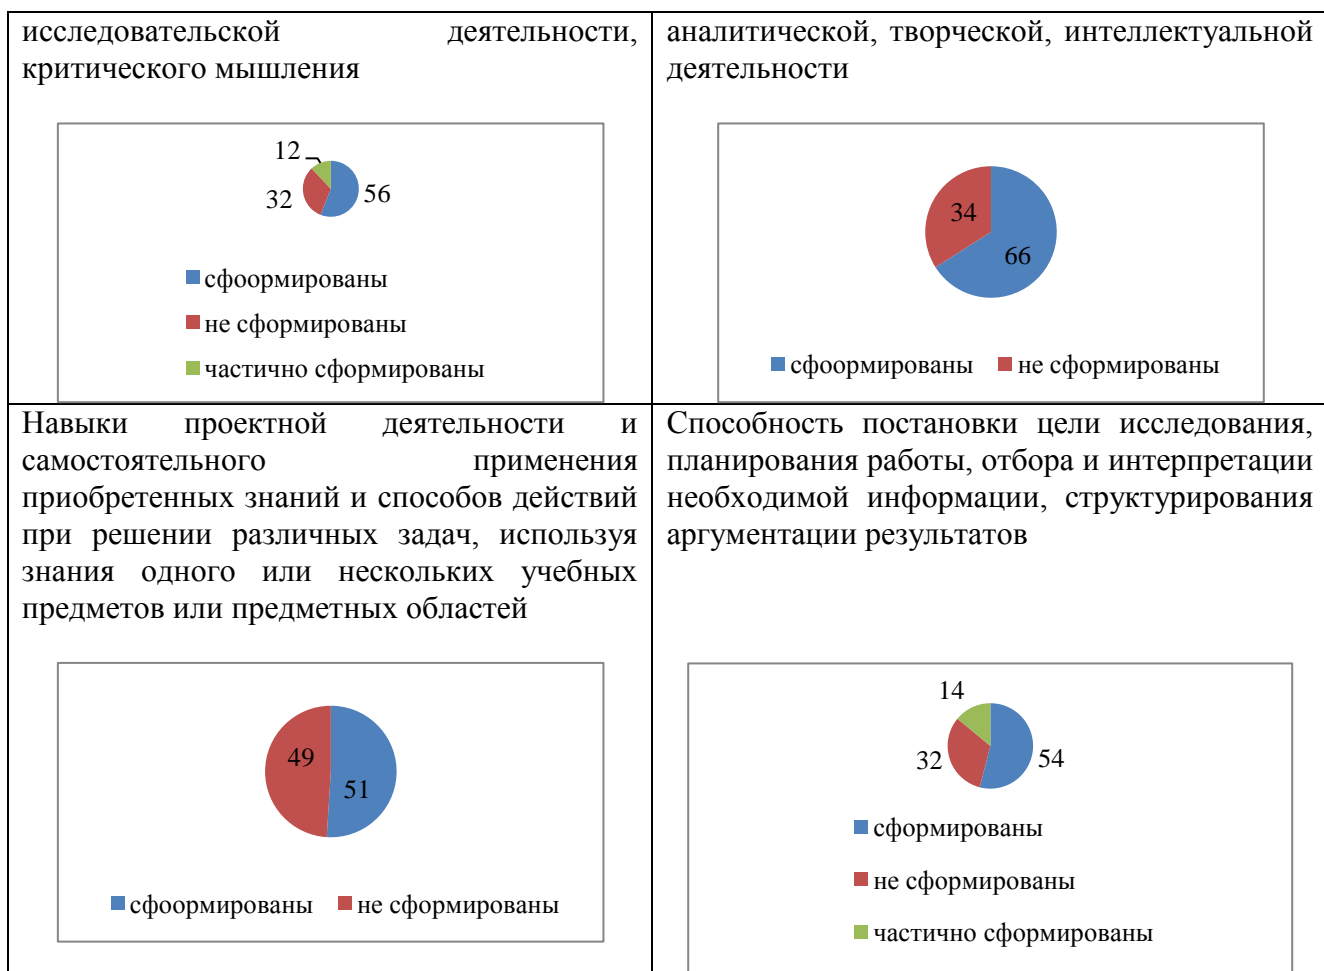 исследовательской деятельности,
критического мышления
12
32
56
сфоормированы
не сформированы
частично сформированы
аналитической, творческой, интеллектуальной
деятельности
34
66
сфоормированы не сформированы
Навыки проектной деятельности и
самостоятельного применения
приобретенных знаний и способов действий
при решении различных задач, используя
знания одного или нескольких учебных
предметов или предметных областей
49
51
сфоормированы не сформированы
Способность постановки цели исследования,
планирования работы, отбора и интерпретации
необходимой информации, структурирования
аргументации результатов
14
32
54
сформированы
не сформированы
частично сформированы